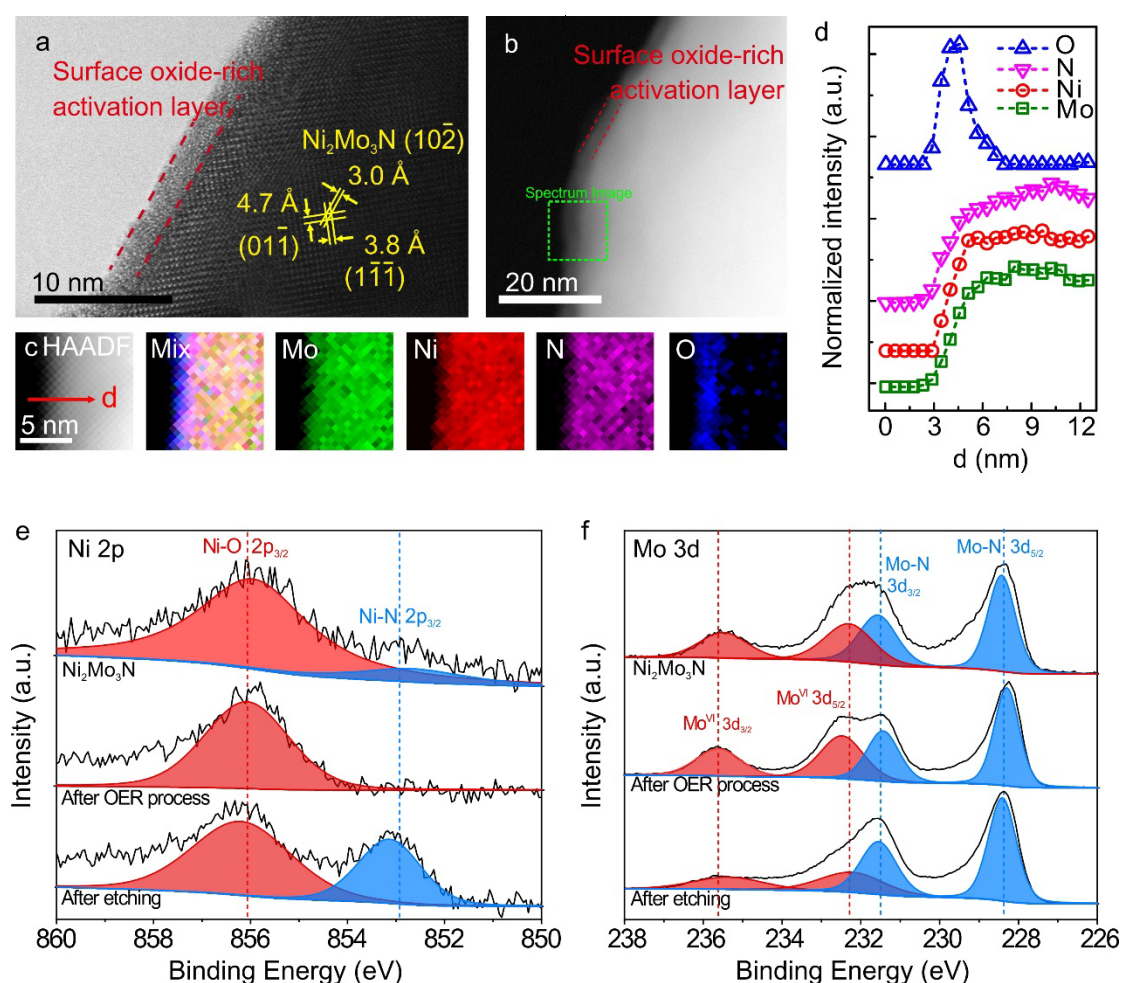 a
Surface oxide-rich
activation layer
Ni₂Mo₃N (102̄)
3.0 Å
4.7 Å
(011̄)
3.8 Å
(11̄1̄)
10 nm
b
Surface oxide-rich
activation layer
Spectrum Image
20 nm
c HAADF
d
5 nm
Mix
Mo
Ni
N
O
d
O
N
Ni
Mo
Normalized intensity (a.u.)
0 3 6 9 12
d (nm)
e
Ni 2p
Ni-O 2p₃/₂
Ni-N 2p₃/₂
Ni₂Mo₃N
After OER process
After etching
Intensity (a.u.)
860 858 856 854 852 850
Binding Energy (eV)
f
Mo 3d
Mo-N 3d₅/₂
Mo-N
3d₃/₂
Ni₂Mo₃N
Moⱽᴵ 3d₅/₂
Moⱽᴵ 3d₃/₂
After OER process
After etching
Intensity (a.u.)
238 236 234 232 230 228 226
Binding Energy (eV)